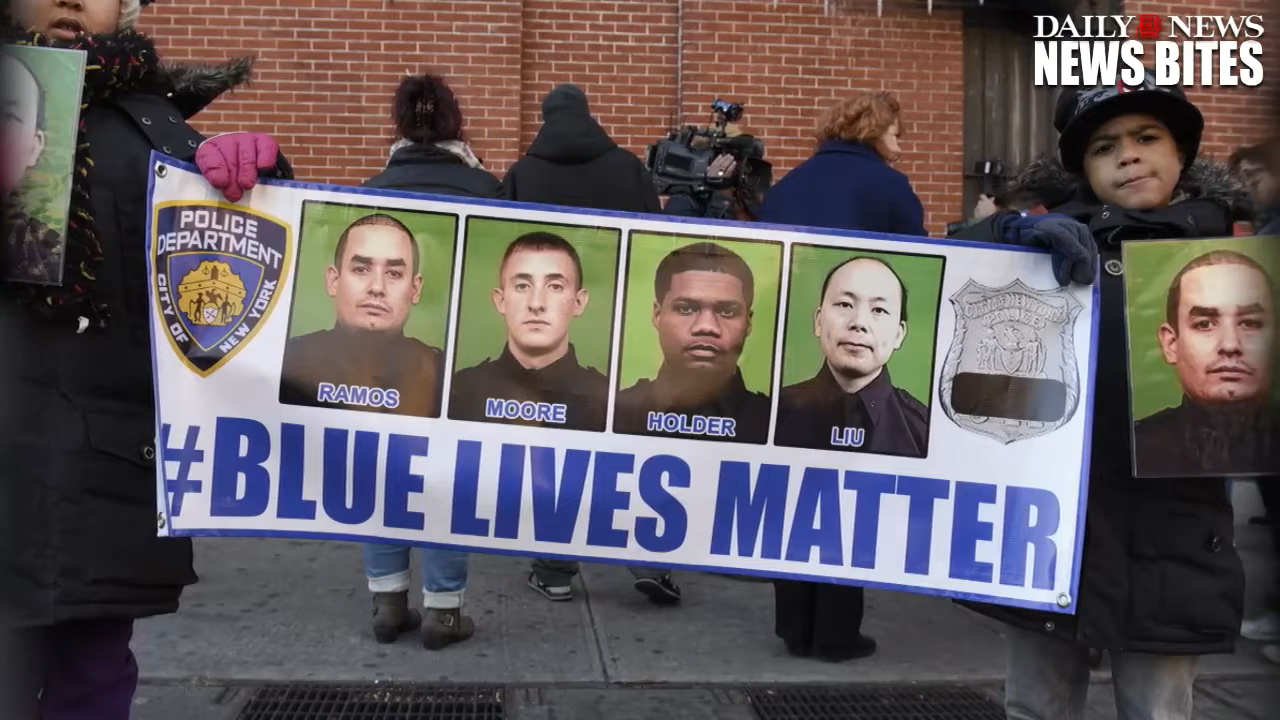 DAILY NEWS
NEWS BITES
POLICE
DEPARTMENT
CITY OF
NEW YORK
RAMOS
MOORE
HOLDER
LIU
#BLUE LIVES MATTER